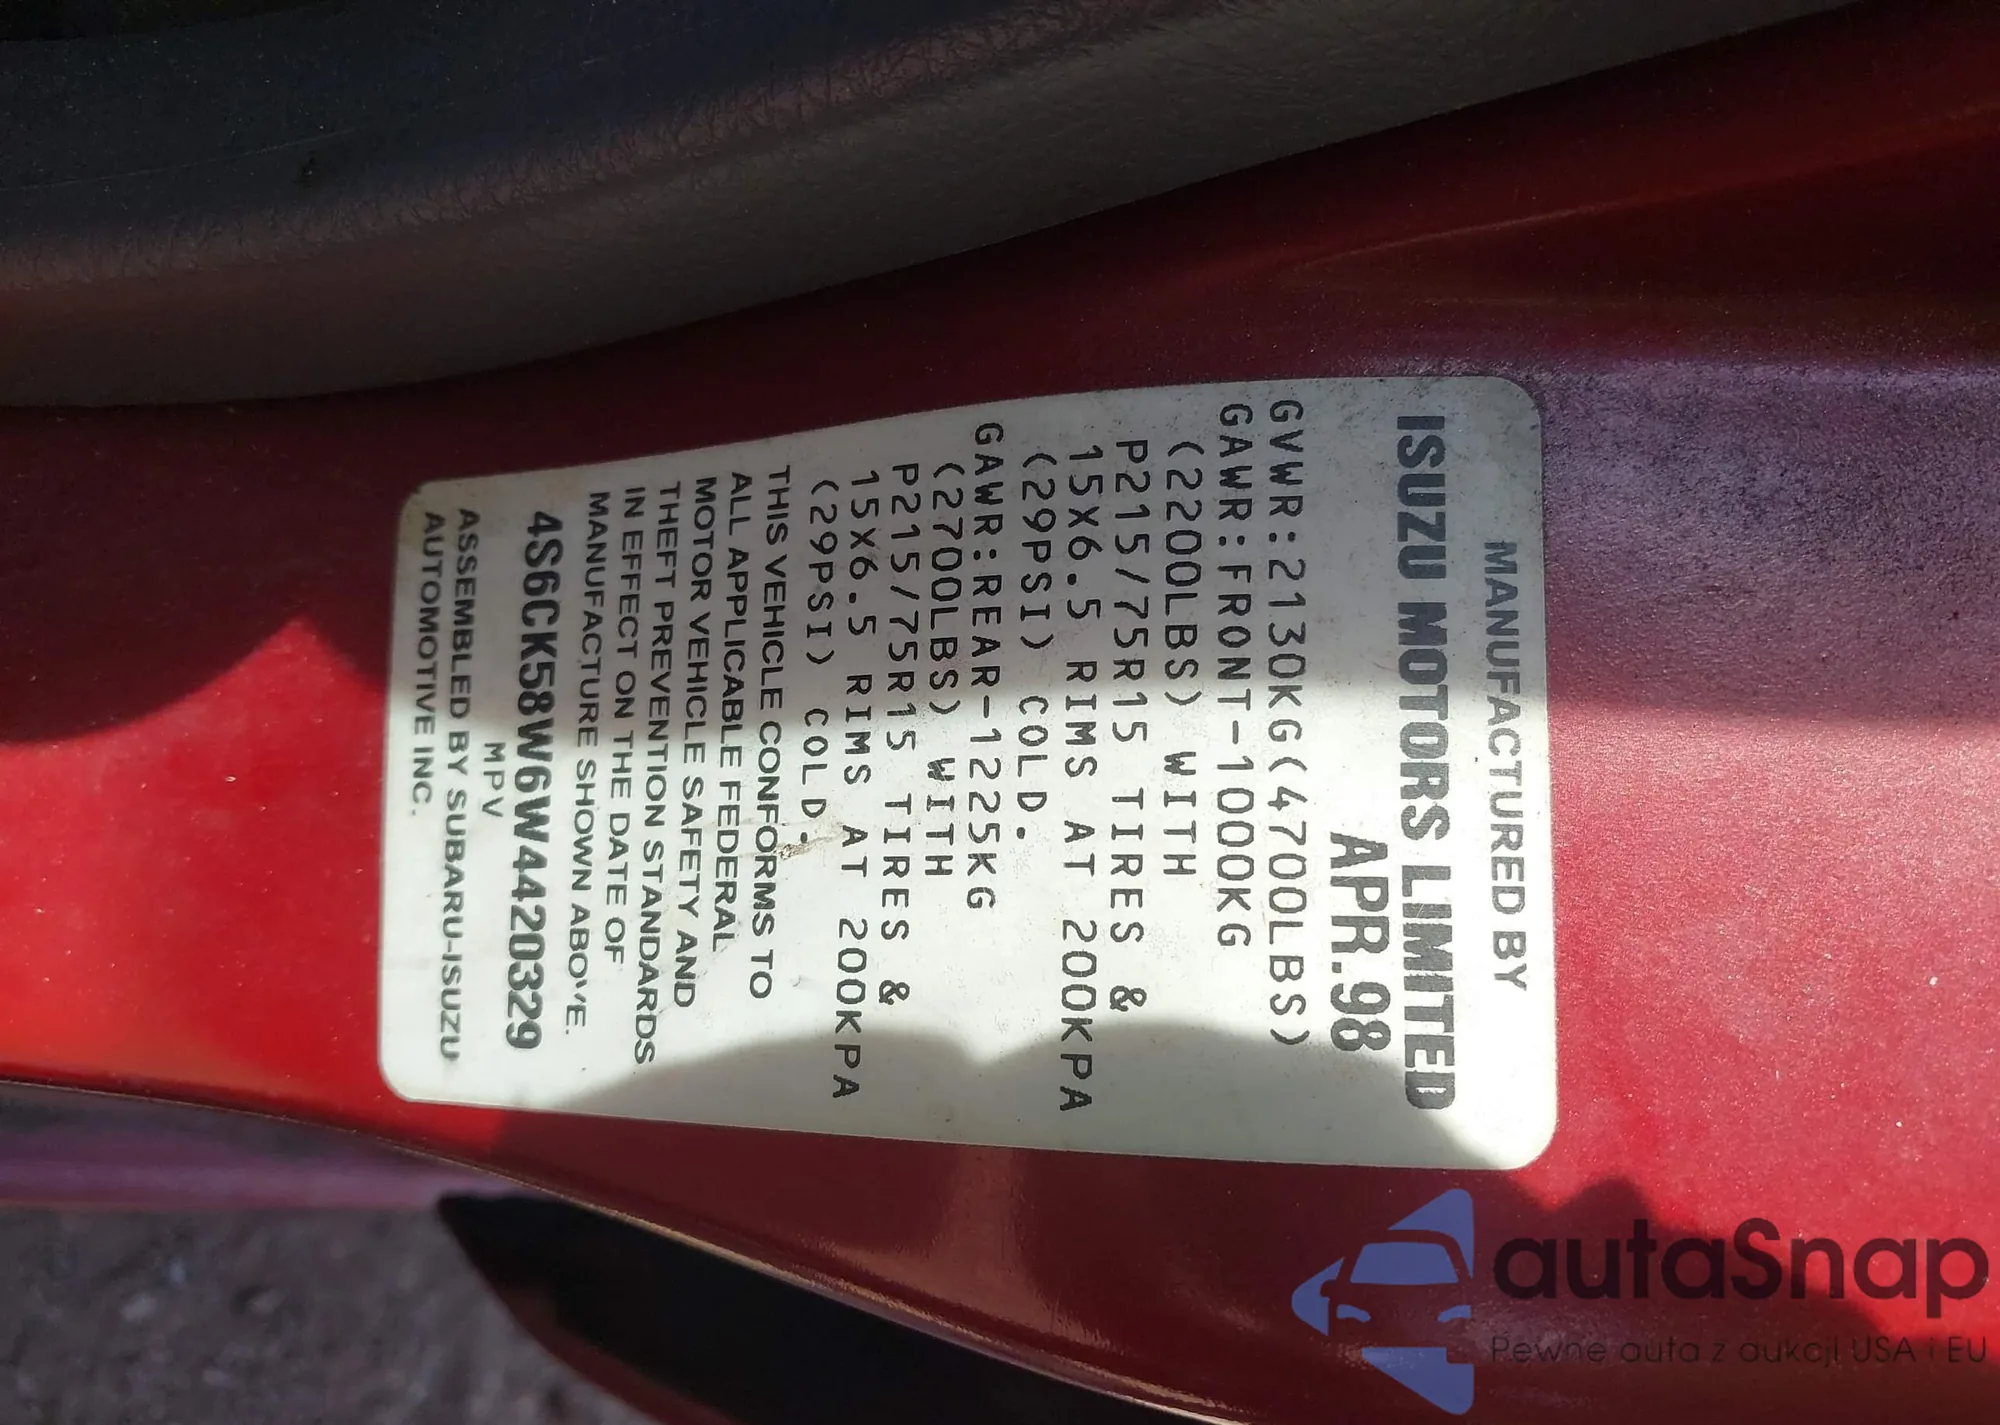 MANUFACTURED BY
ISUZU MOTORS LIMITED
APR.98
GVWR:2130KG(4700LBS)
GAWR:FRONT-1000KG
(2200LBS) WITH
P215/75R15 TIRES &
15X6.5 RIMS AT 200KPA
(29PSI) COLD.
GAWR:REAR-1225KG
(2700LBS) WITH
P215/75R15 TIRES &
15X6.5 RIMS AT 200KPA
(29PSI) COLD.
THIS VEHICLE CONFORMS TO
ALL APPLICABLE FEDERAL
MOTOR VEHICLE SAFETY AND
THEFT PREVENTION STANDARDS
IN EFFECT ON THE DATE OF
MANUFACTURE SHOWN ABOVE.
4S6CK58W6W4420329
MPV
ASSEMBLED BY SUBARU-ISUZU
AUTOMOTIVE INC.
autaSnap
Pewne auta z aukcji USA i EU